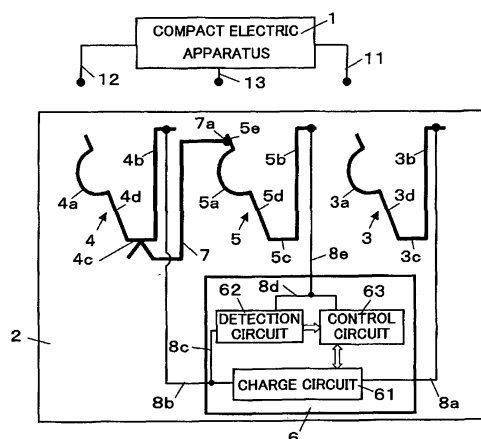 COMPACT ELECTRIC
APPARATUS
1
12
13
11
7a
5e
4b
5b
3b
4a
4d
5a
5d
3a
3d
4
5
3
4c
7
5c
3c
8e
8d
62
63
DETECTION
CIRCUIT
CONTROL
CIRCUIT
2
8c
CHARGE CIRCUIT
8b
61
8a
6